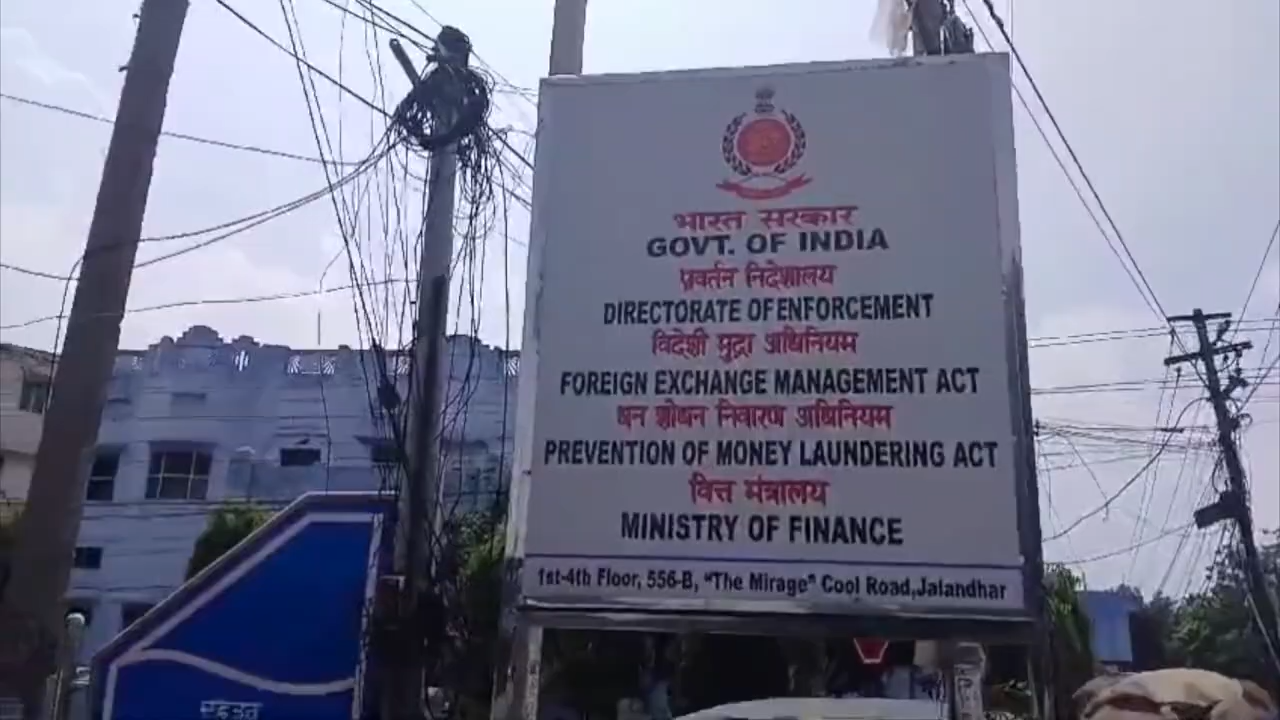 भारत सरकार
GOVT. OF INDIA
प्रवर्तन निदेशालय
DIRECTORATE OF ENFORCEMENT
विदेशी मुद्रा अधिनियम
FOREIGN EXCHANGE MANAGEMENT ACT
धन शोधन निवारण अधिनियम
PREVENTION OF MONEY LAUNDERING ACT
वित्त मंत्रालय
MINISTRY OF FINANCE
1st-4th Floor, 556-B, “The Mirage” Cool Road,Jalandhar